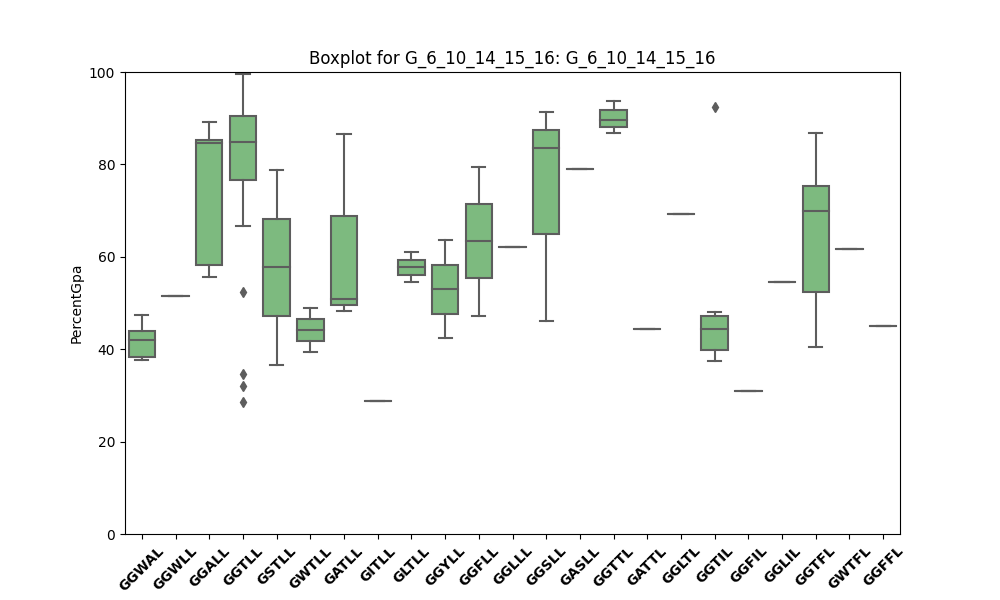 Boxplot for G_6_10_14_15_16: G_6_10_14_15_16
PercentGpa
100
80
60
40
20
0
GGWAL GGWLL GGALL GGTLL GSTLL GWTLL GATLL GITLL GLTLL GGYLL GGFLL GGLLL GGSLL GASLL GGTTL GATTL GGLTL GGTIL GGFIL GGLIL GGTFL GWTFL GGFFL